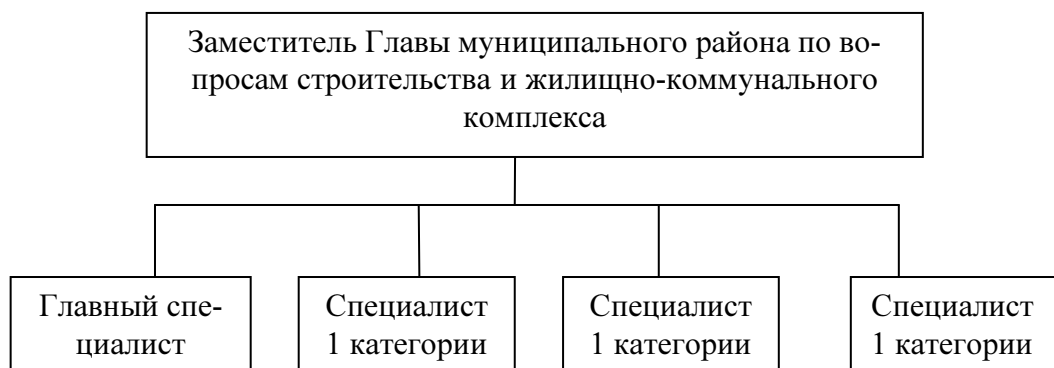 Заместитель Главы муниципального района по во-
просам строительства и жилищно-коммунального
комплекса
Главный спе-
циалист
Специалист
1 категории
Специалист
1 категории
Специалист
1 категории